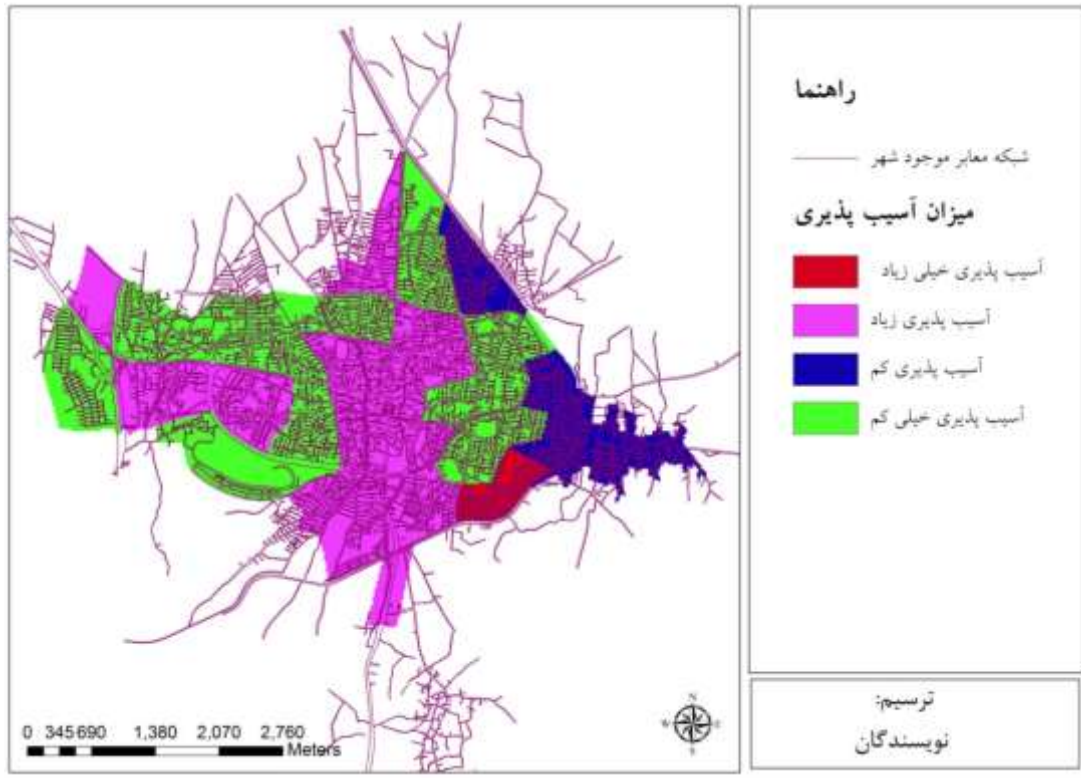 راهنما
شبکه معابر موجود شهر
میزان آسیب پذیری
آسیب پذیری خیلی زیاد
آسیب پذیری زیاد
آسیب پذیری کم
آسیب پذیری خیلی کم
ترسیم:
نویسندگان
N
W E
S
0 345 690 1,380 2,070 2,760
Meters